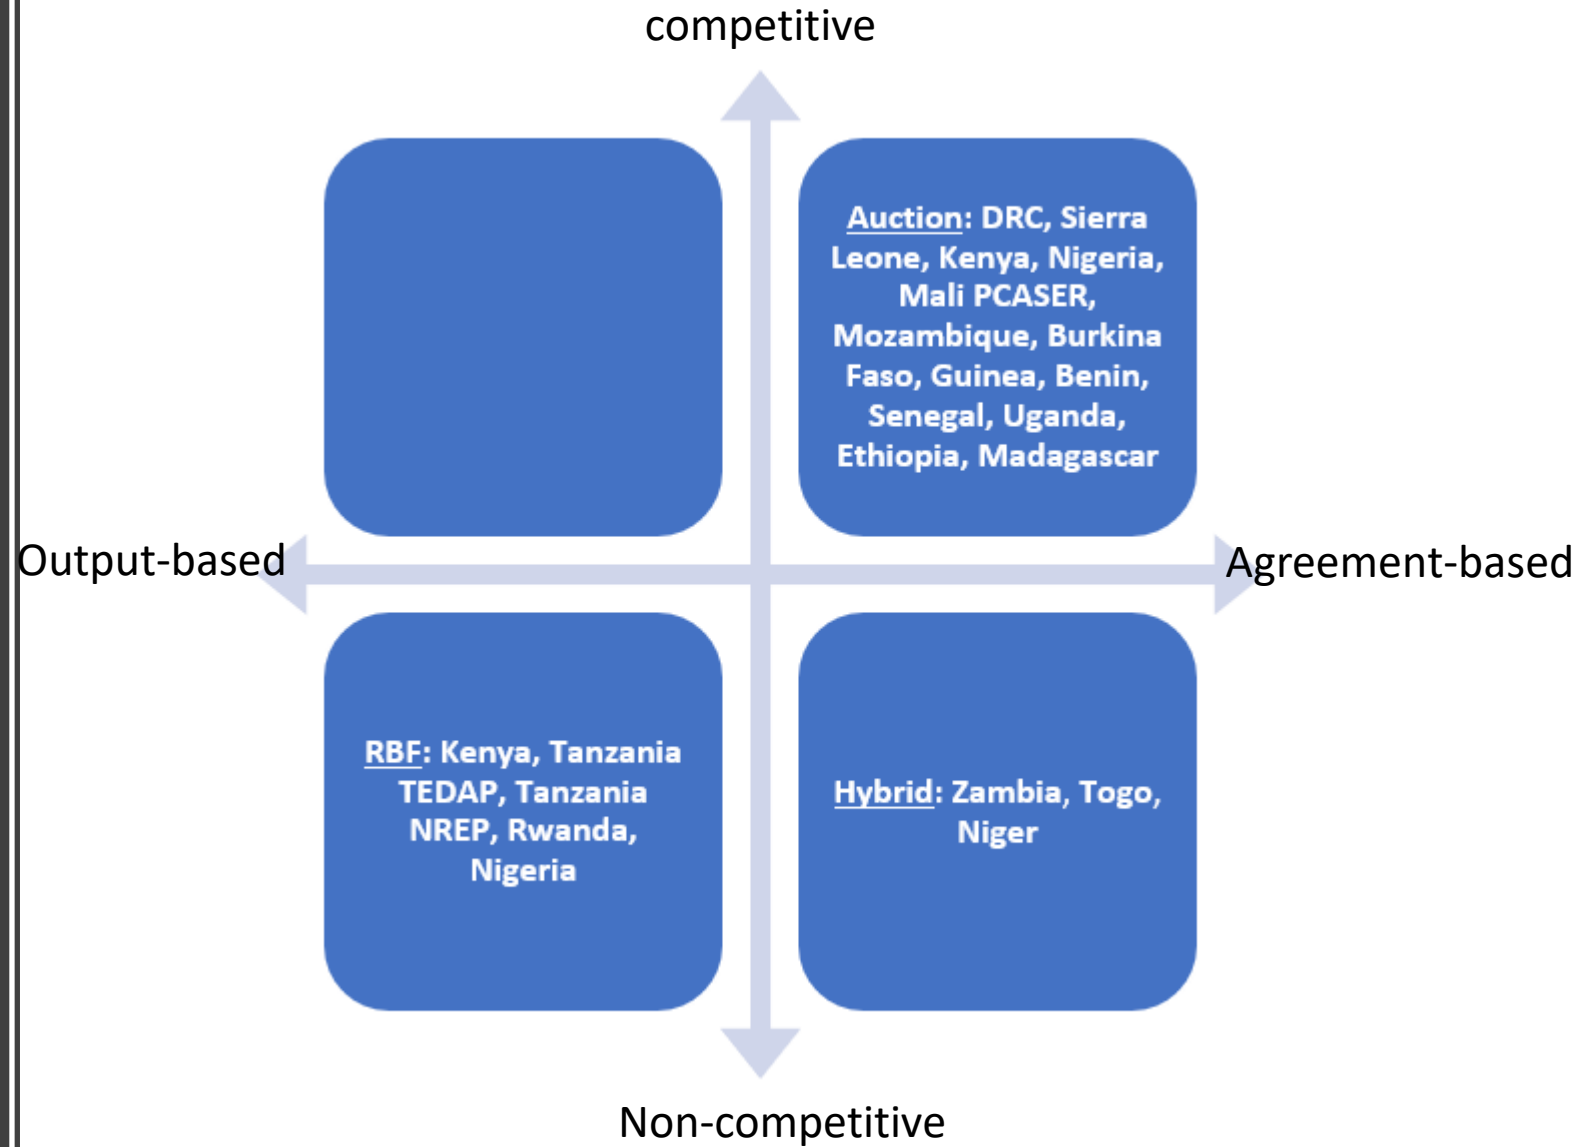 competitive
Auction: DRC, Sierra
Leone, Kenya, Nigeria,
Mali PCASER,
Mozambique, Burkina
Faso, Guinea, Benin,
Senegal, Uganda,
Ethiopia, Madagascar
Output-based
Agreement-based
RBF: Kenya, Tanzania
TEDAP, Tanzania
NREP, Rwanda,
Nigeria
Hybrid: Zambia, Togo,
Niger
Non-competitive